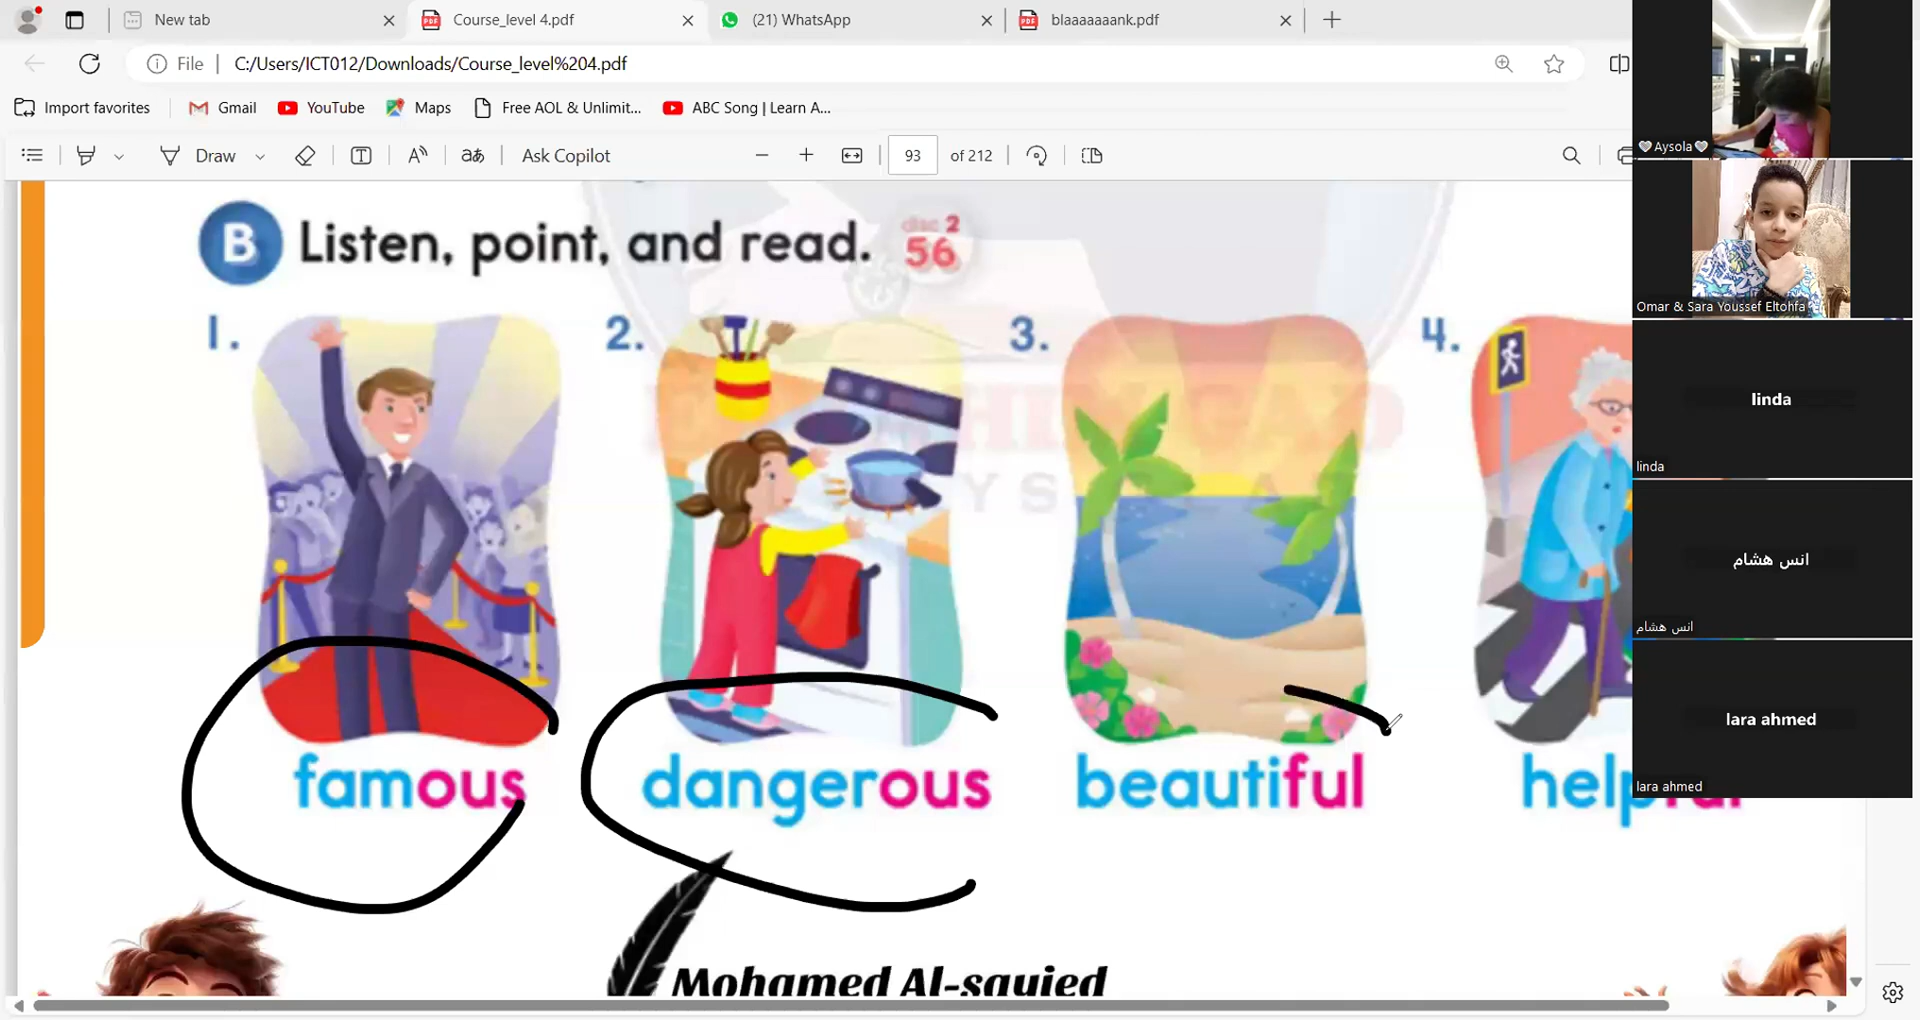 New tab
Course_level 4.pdf
(21) WhatsApp
blaaaaaaank.pdf
File
C:/Users/ICT012/Downloads/Course_level%204.pdf
Import favorites
Gmail
YouTube
Maps
Free AOL & Unlimit...
ABC Song | Learn A...
Draw
Ask Copilot
93
of 212
B Listen, point, and read.
disc 2
56
1.
2.
3.
4.
famous
dangerous
beautiful
helpful
Mohamed Al-sayied
Aysola
Omar & Sara Youssef Eltohfa
linda
linda
انس هشام
انس هشام
lara ahmed
lara ahmed